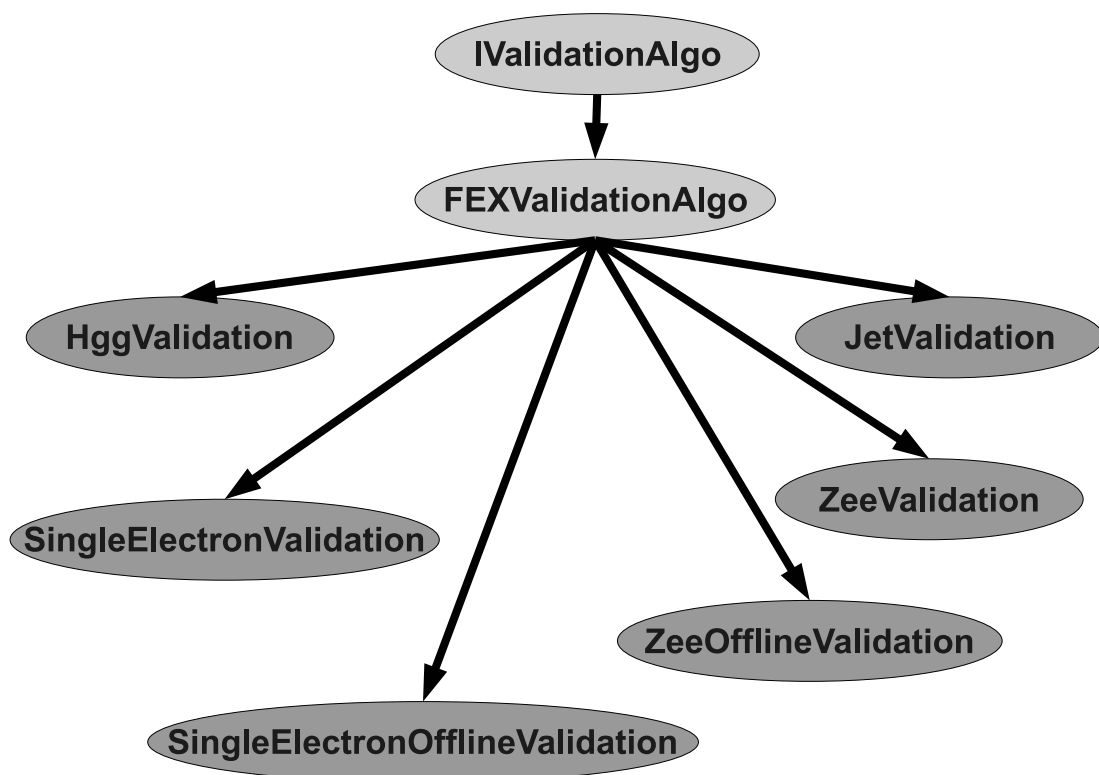 IValidationAlgo
FEXValidationAlgo
HggValidation
JetValidation
ZeeValidation
SingleElectronValidation
ZeeOfflineValidation
SingleElectronOfflineValidation